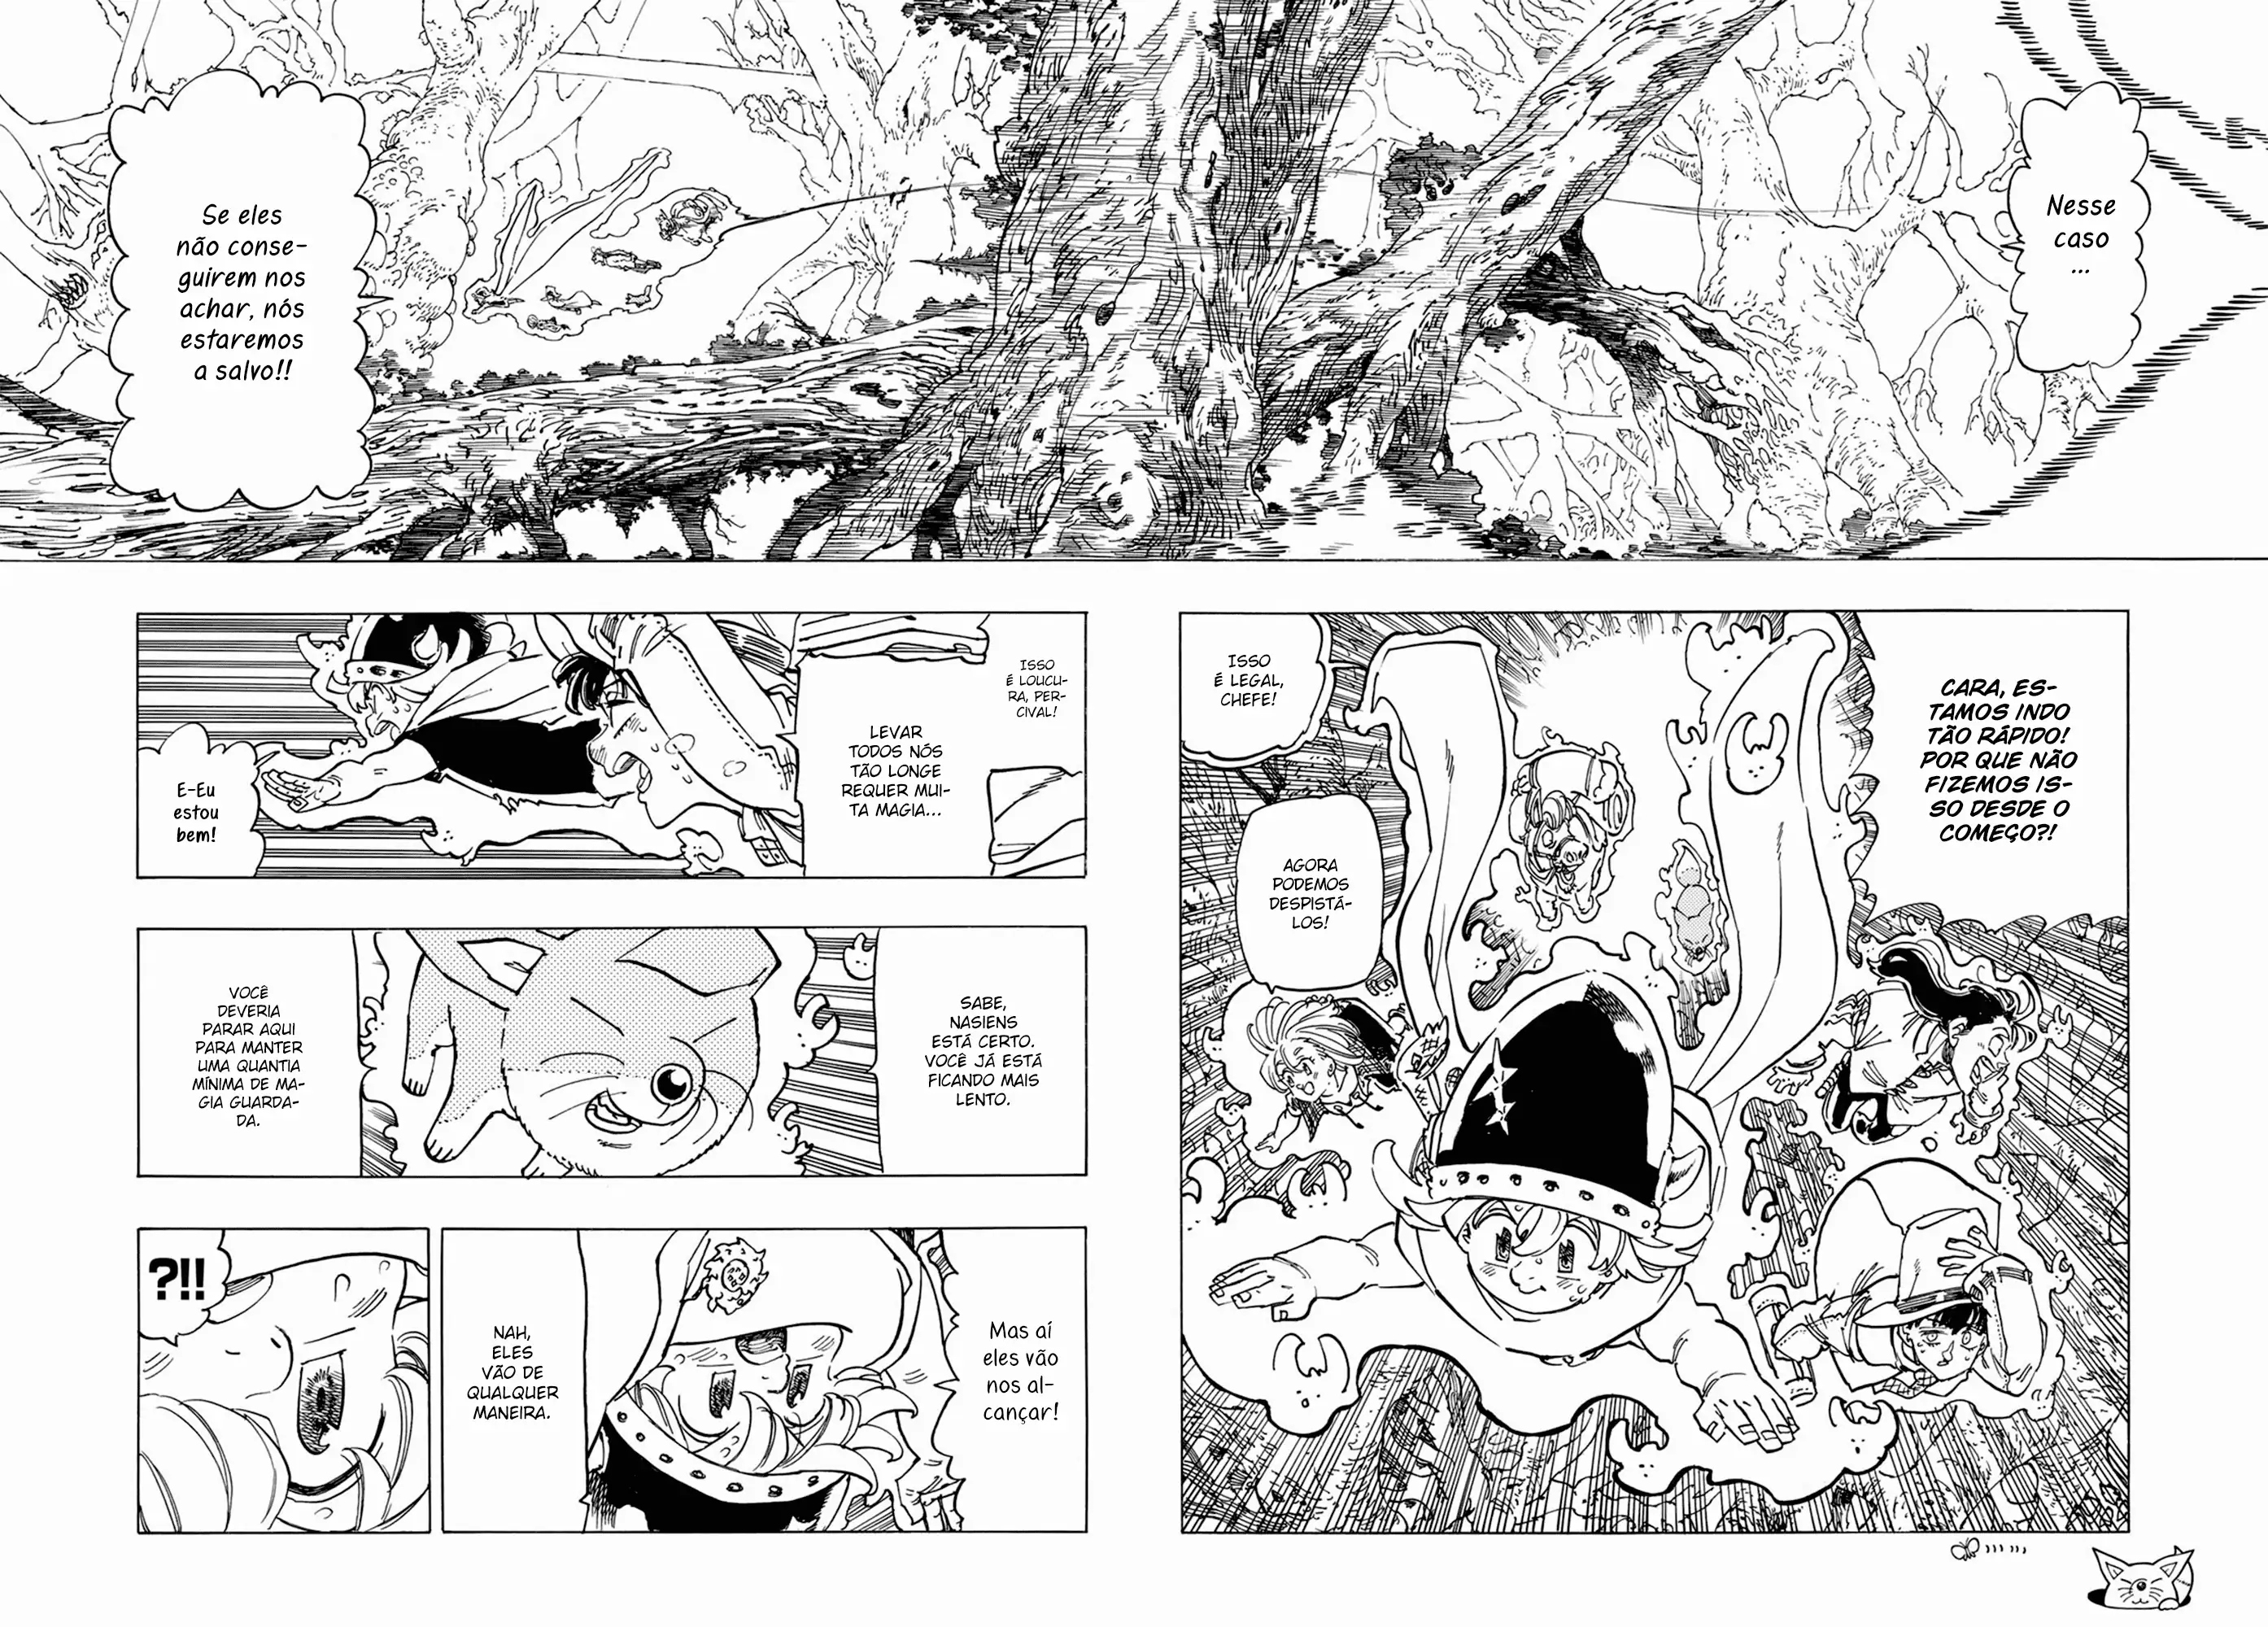 Nesse
caso
...
Se eles
não conse-
guirem nos
achar, nós
estaremos
a salvo!!
CARA, ES-
TAMOS INDO
TÃO RÁPIDO!
POR QUE NÃO
FIZEMOS IS-
SO DESDE O
COMEÇO?!
ISSO
É LEGAL,
CHEFE!
AGORA
PODEMOS
DESPISTÁ-
LOS!
ISSO
É LOUCU-
RA, PER-
CIVAL!
LEVAR
TODOS NÓS
TÃO LONGE
REQUER MUI-
TA MAGIA...
E-Eu
estou
bem!
SABE,
NASIENS
ESTÁ CERTO.
VOCÊ JÁ ESTÁ
FICANDO MAIS
LENTO.
VOCÊ
DEVERIA
PARAR AQUI
PARA MANTER
UMA QUANTIA
MÍNIMA DE MA-
GIA GUARDA-
DA.
Mas aí
eles vão
nos al-
cançar!
NAH,
ELES
VÃO DE
QUALQUER
MANEIRA.
?!!